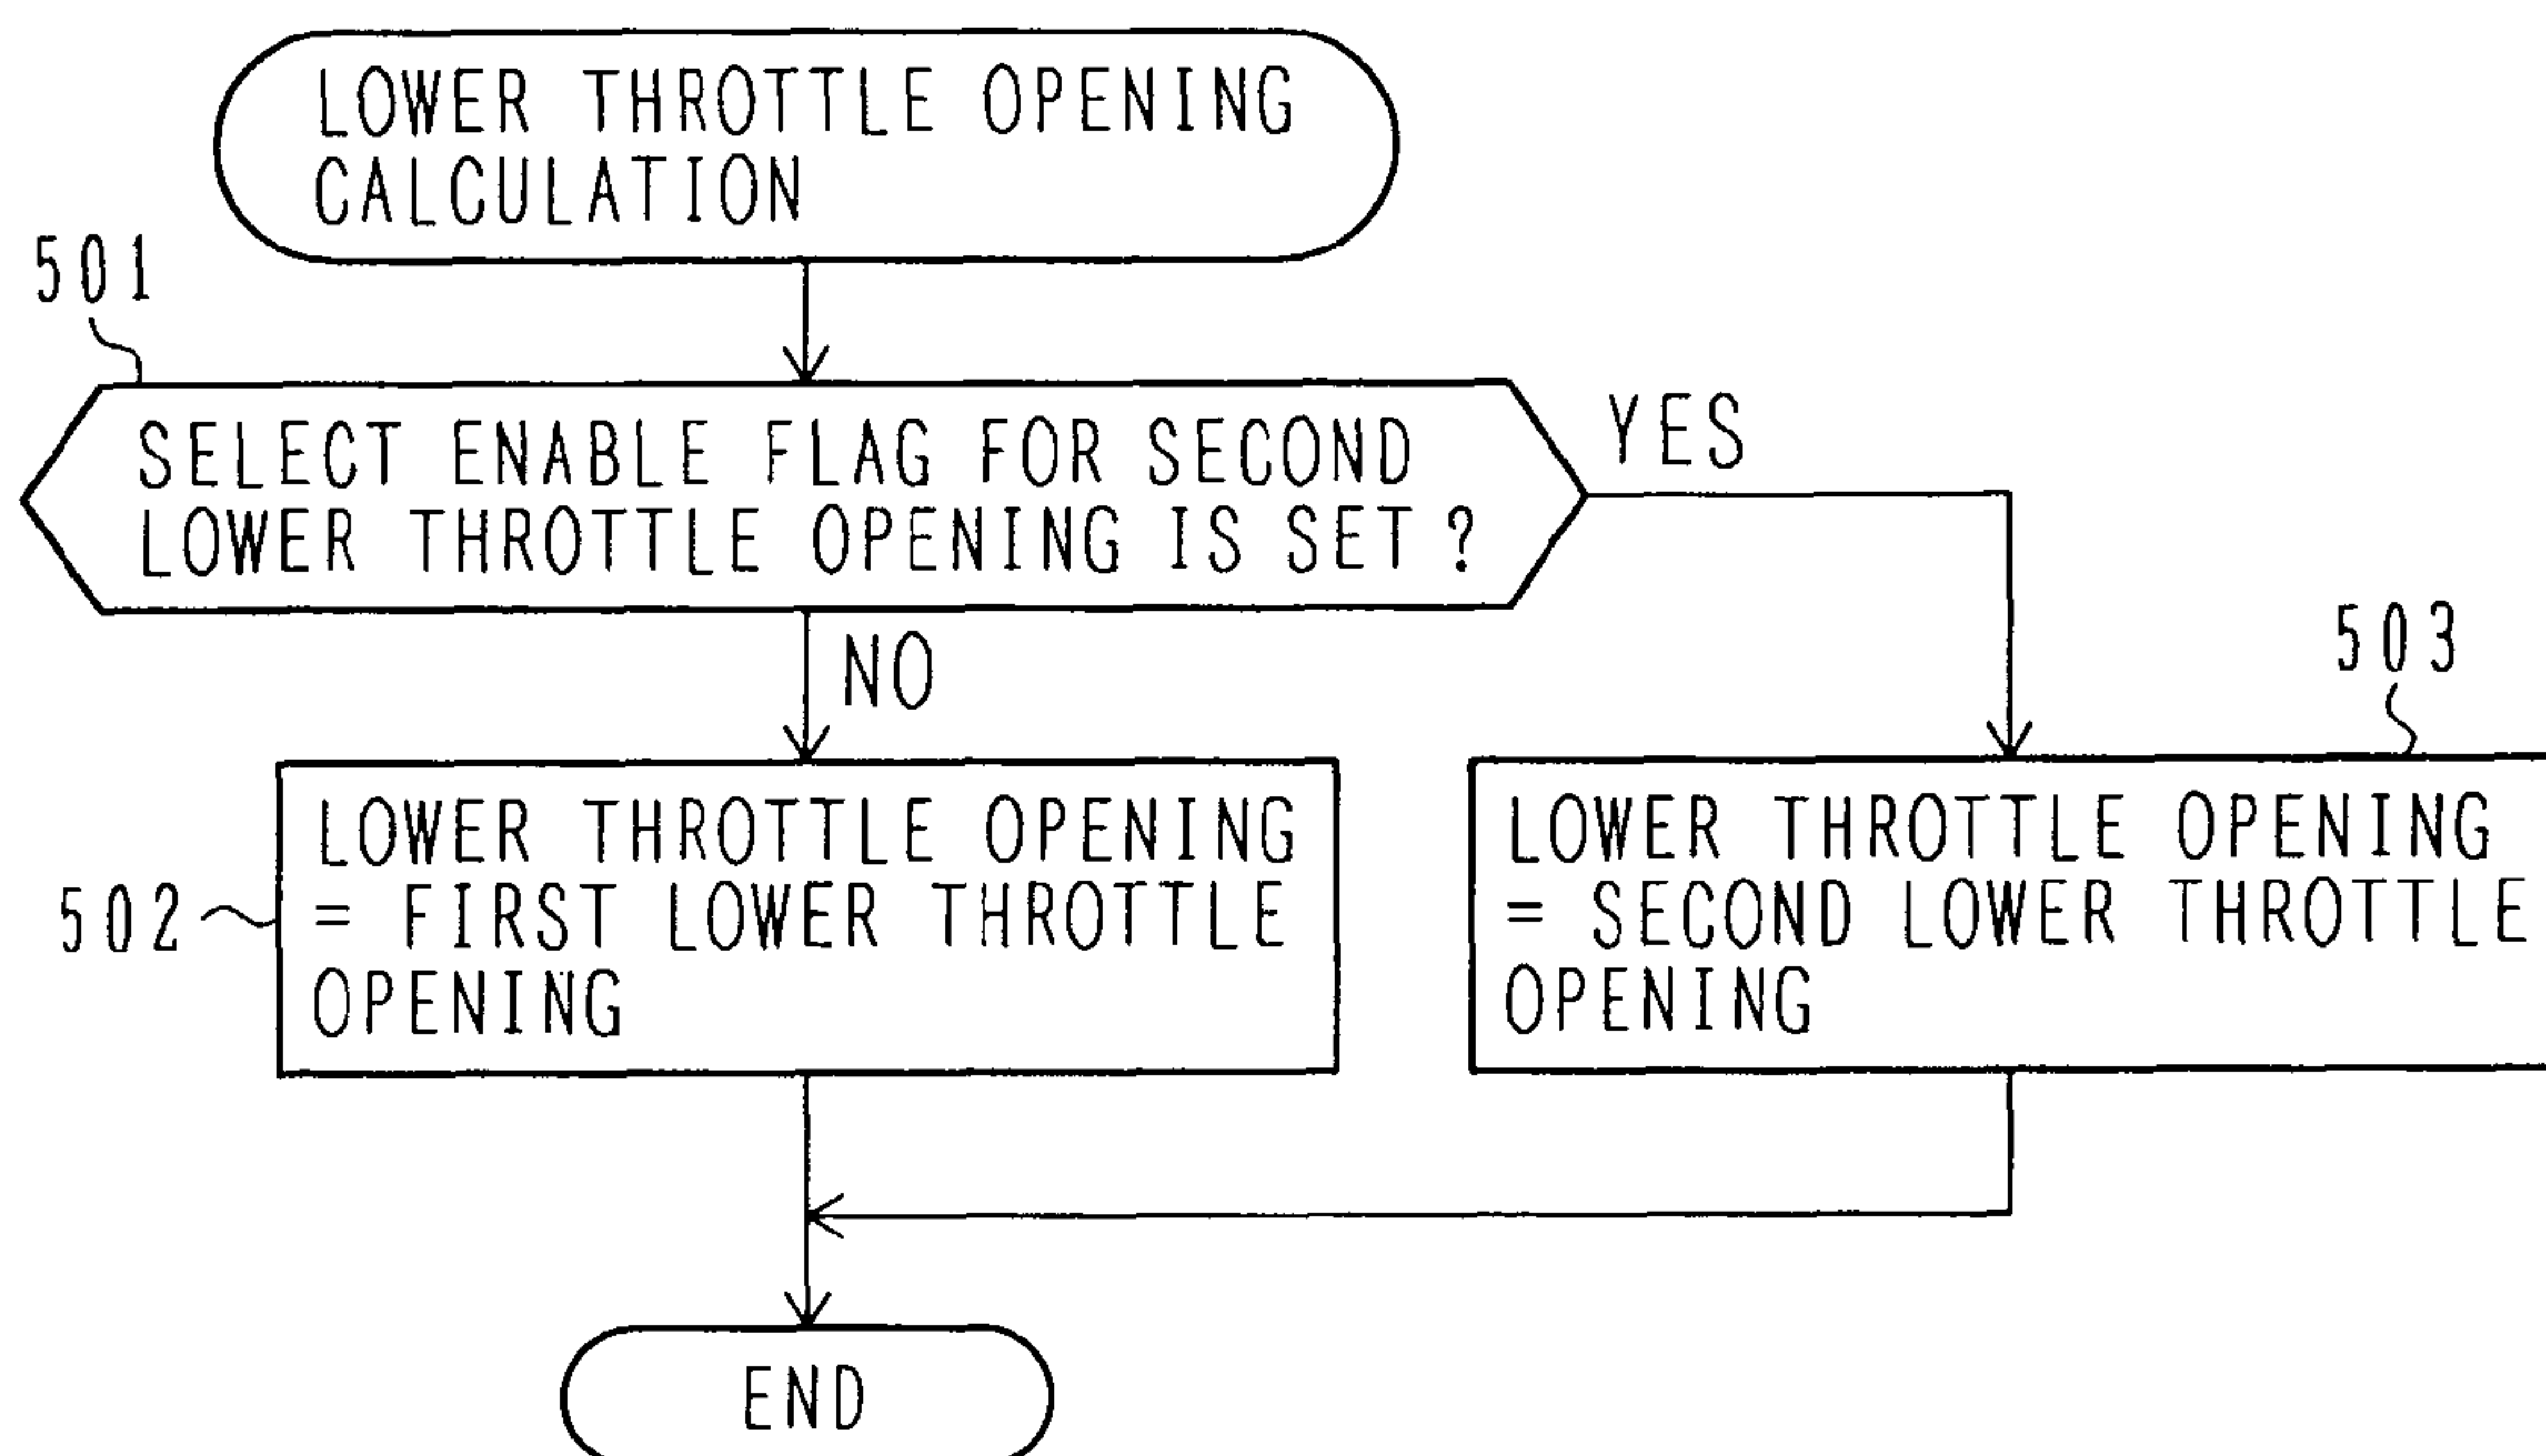 LOWER THROTTLE OPENING
CALCULATION
501
SELECT ENABLE FLAG FOR SECOND
LOWER THROTTLE OPENING IS SET?
YES
NO
503
502
LOWER THROTTLE OPENING
= FIRST LOWER THROTTLE
OPENING
LOWER THROTTLE OPENING
= SECOND LOWER THROTTLE
OPENING
END